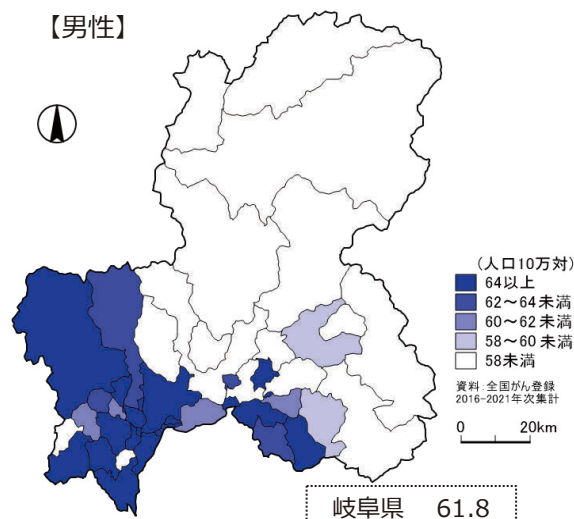 【男性】
(人口10万対)
64以上
62～64未満
60～62未満
58～60未満
58未満
資料:全国がん登録
2016-2021年次集計
0 20km
岐阜県 61.8